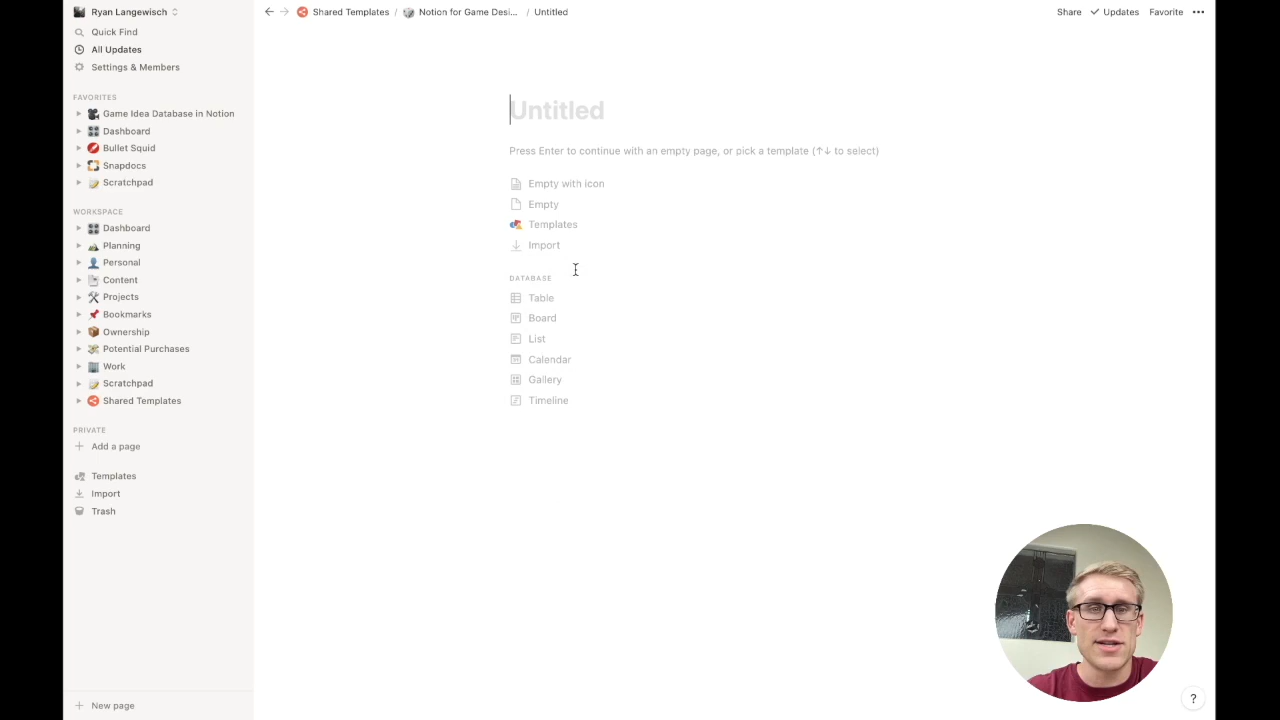 Ryan Langewisch
Quick Find
All Updates
Settings & Members
FAVORITES
Game Idea Database in Notion
Dashboard
Bullet Squid
Snapdocs
Scratchpad
WORKSPACE
Dashboard
Planning
Personal
Content
Projects
Bookmarks
Ownership
Potential Purchases
Work
Scratchpad
Shared Templates
PRIVATE
+ Add a page
Templates
Import
Trash
+ New page
Shared Templates / Notion for Game Desi... / Untitled
Share Updates Favorite •••
Untitled
Press Enter to continue with an empty page, or pick a template (↑↓ to select)
Empty with icon
Empty
Templates
Import
DATABASE
Table
Board
List
Calendar
Gallery
Timeline
?